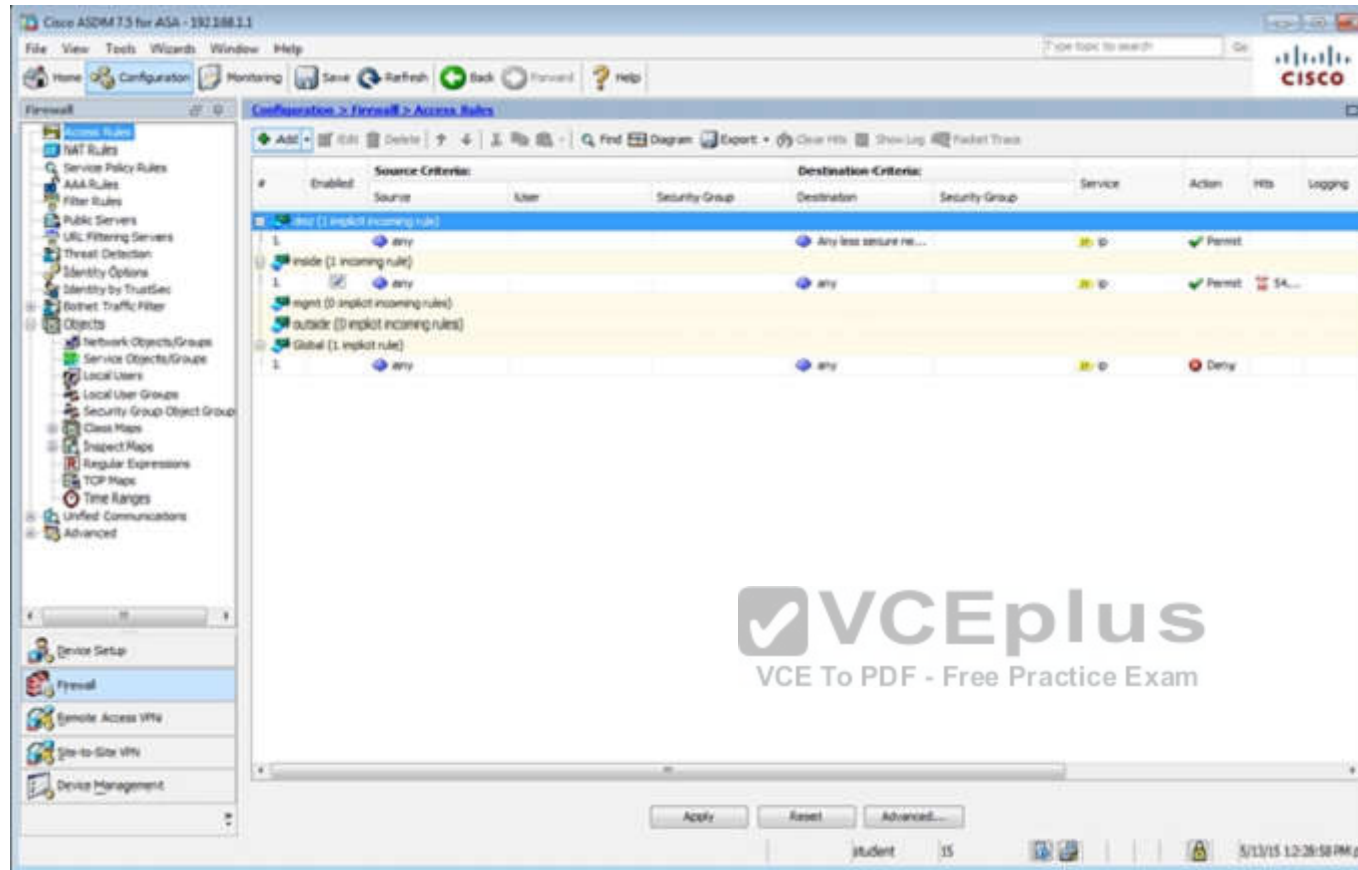 Cisco ASDM 7.5 for ASA - 192.168.1.1
File View Tools Wizards Window Help
Type topic to search Go
Home Configuration Monitoring Save Refresh Back Forward Help
CISCO
Firewall
Configuration > Firewall > Access Rules
Access Rules
NAT Rules
Service Policy Rules
AAA Rules
Filter Rules
Public Servers
URL Filtering Servers
Threat Detection
Identity Options
Identity by TrustSec
Botnet Traffic Filter
Objects
Network Objects/Groups
Service Objects/Groups
Local Users
Local User Groups
Security Group Object Group
Class Maps
Inspect Maps
Regular Expressions
TCP Maps
Time Ranges
Unified Communications
Advanced
Device Setup
Firewall
Remote Access VPN
Site-to-Site VPN
Device Management
Add Edit Delete Find Diagram Export Clear Hits Show Log Packet Trace
# Enabled Source Criteria: Destination Criteria: Service Action Hits Logging
Source User Security Group Destination Security Group
dmz (1 implicit incoming rule)
1 any Any less secure ne... ip Permit
inside (1 incoming rule)
1 any any ip Permit 54...
mgmt (0 implicit incoming rules)
outside (0 implicit incoming rules)
Global (1 implicit rule)
1 any any ip Deny
VCEplus
VCE To PDF - Free Practice Exam
Apply Reset Advanced...
student 15 5/13/15 12:28:58 PM